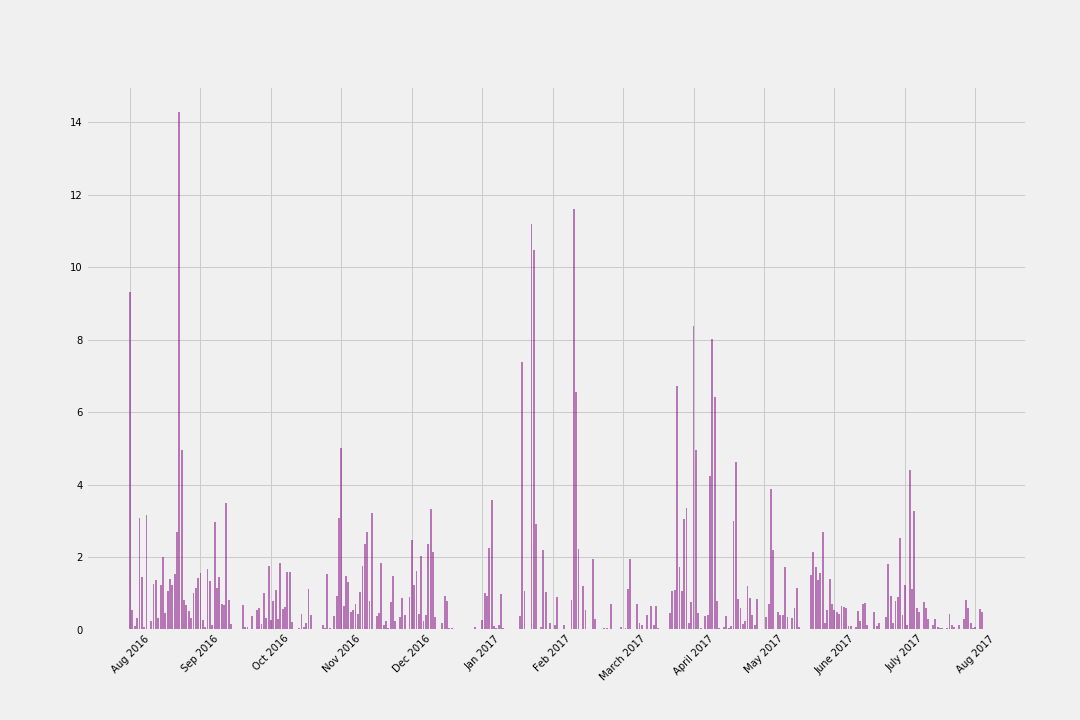 14
12
10
8
6
4
2
0
Aug 2016
Sep 2016
Oct 2016
Nov 2016
Dec 2016
Jan 2017
Feb 2017
March 2017
April 2017
May 2017
June 2017
July 2017
Aug 2017